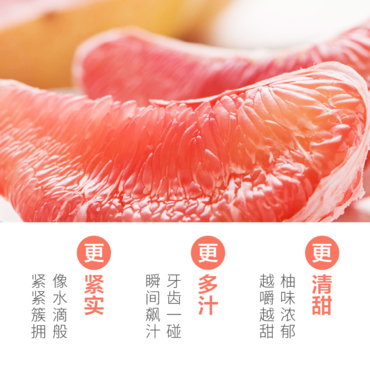 更紧实
像水滴般
紧紧簇拥
更多汁
牙齿一碰
瞬间飙汁
更清甜
柚味浓郁
越嚼越甜